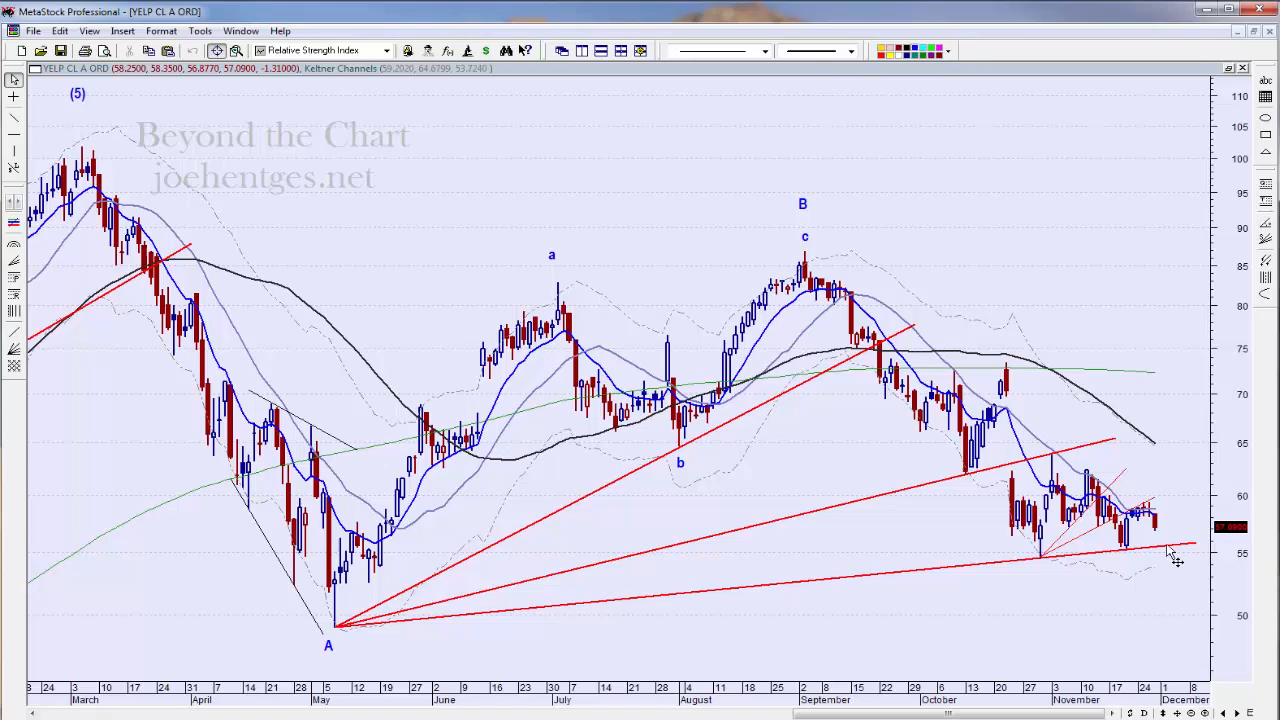 MetaStock Professional - [YELP CL A ORD]
File Edit View Insert Format Tools Window Help
Relative Strength Index
YELP CL A ORD (58.2500, 58.3500, 56.8770, 57.0900, -1.31000), Keltner Channels (59.2020, 64.6799, 53.7240 )
(5)
Beyond the Chart
joehentges.net
B
c
a
b
A
110
105
100
95
90
85
80
75
70
65
60
57.0900
55
50
24 3 10 17 24 31 7 14 21 28 5 12 19 27 2 9 16 23 30 7 14 21 28 4 11 18 25 2 8 15 22 29 6 13 20 27 3 10 17 24 1 8
March April May June July August September October November December
abc
D
E